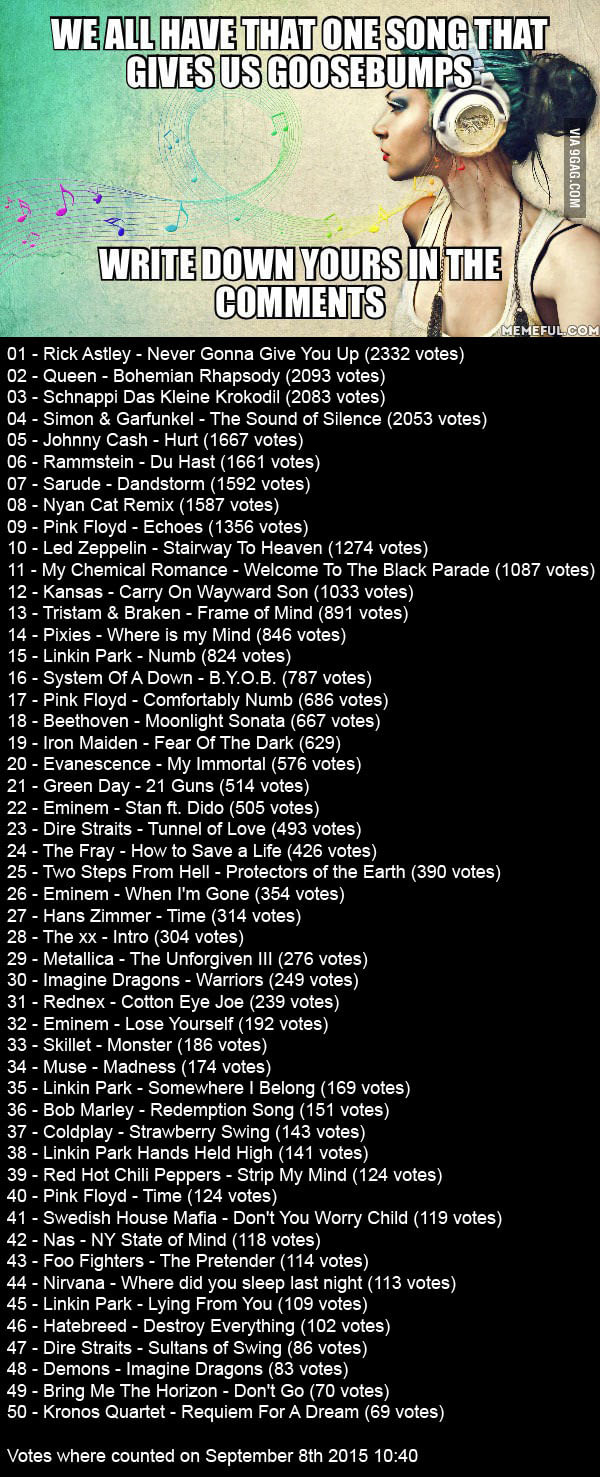 WE ALL HAVE THAT ONE SONG THAT
GIVES US GOOSEBUMPS
VIA 9GAG.COM
WRITE DOWN YOURS IN THE
COMMENTS
MEMEFUL.COM
01 - Rick Astley - Never Gonna Give You Up (2332 votes)
02 - Queen - Bohemian Rhapsody (2093 votes)
03 - Schnappi Das Kleine Krokodil (2083 votes)
04 - Simon & Garfunkel - The Sound of Silence (2053 votes)
05 - Johnny Cash - Hurt (1667 votes)
06 - Rammstein - Du Hast (1661 votes)
07 - Sarude - Dandstorm (1592 votes)
08 - Nyan Cat Remix (1587 votes)
09 - Pink Floyd - Echoes (1356 votes)
10 - Led Zeppelin - Stairway To Heaven (1274 votes)
11 - My Chemical Romance - Welcome To The Black Parade (1087 votes)
12 - Kansas - Carry On Wayward Son (1033 votes)
13 - Tristam & Braken - Frame of Mind (891 votes)
14 - Pixies - Where is my Mind (846 votes)
15 - Linkin Park - Numb (824 votes)
16 - System Of A Down - B.Y.O.B. (787 votes)
17 - Pink Floyd - Comfortably Numb (686 votes)
18 - Beethoven - Moonlight Sonata (667 votes)
19 - Iron Maiden - Fear Of The Dark (629)
20 - Evanescence - My Immortal (576 votes)
21 - Green Day - 21 Guns (514 votes)
22 - Eminem - Stan ft. Dido (505 votes)
23 - Dire Straits - Tunnel of Love (493 votes)
24 - The Fray - How to Save a Life (426 votes)
25 - Two Steps From Hell - Protectors of the Earth (390 votes)
26 - Eminem - When I'm Gone (354 votes)
27 - Hans Zimmer - Time (314 votes)
28 - The xx - Intro (304 votes)
29 - Metallica - The Unforgiven III (276 votes)
30 - Imagine Dragons - Warriors (249 votes)
31 - Rednex - Cotton Eye Joe (239 votes)
32 - Eminem - Lose Yourself (192 votes)
33 - Skillet - Monster (186 votes)
34 - Muse - Madness (174 votes)
35 - Linkin Park - Somewhere I Belong (169 votes)
36 - Bob Marley - Redemption Song (151 votes)
37 - Coldplay - Strawberry Swing (143 votes)
38 - Linkin Park Hands Held High (141 votes)
39 - Red Hot Chili Peppers - Strip My Mind (124 votes)
40 - Pink Floyd - Time (124 votes)
41 - Swedish House Mafia - Don't You Worry Child (119 votes)
42 - Nas - NY State of Mind (118 votes)
43 - Foo Fighters - The Pretender (114 votes)
44 - Nirvana - Where did you sleep last night (113 votes)
45 - Linkin Park - Lying From You (109 votes)
46 - Hatebreed - Destroy Everything (102 votes)
47 - Dire Straits - Sultans of Swing (86 votes)
48 - Demons - Imagine Dragons (83 votes)
49 - Bring Me The Horizon - Don't Go (70 votes)
50 - Kronos Quartet - Requiem For A Dream (69 votes)
Votes where counted on September 8th 2015 10:40